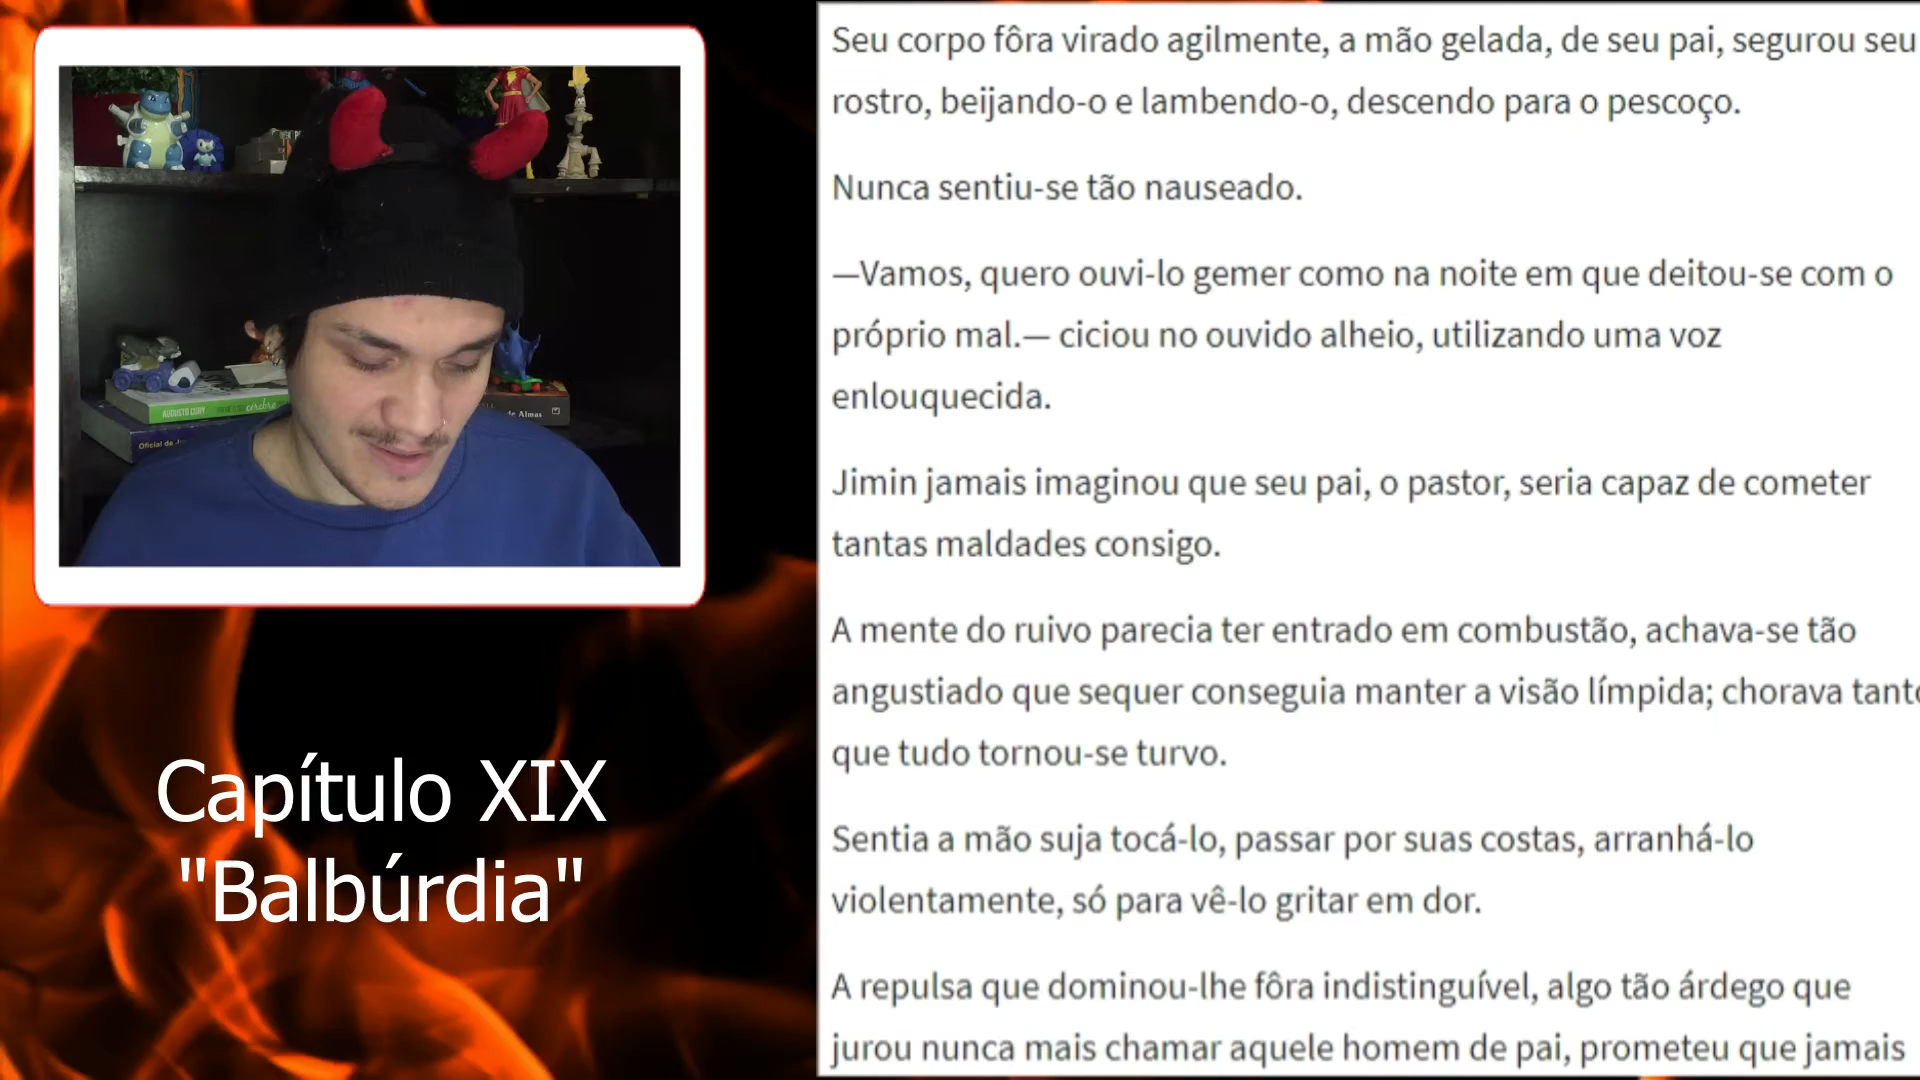 Seu corpo fôra virado agilmente, a mão gelada, de seu pai, segurou seu
rostro, beijando-o e lambendo-o, descendo para o pescoço.
Nunca sentiu-se tão nauseado.
—Vamos, quero ouvi-lo gemer como na noite em que deitou-se com o
próprio mal.— ciciou no ouvido alheio, utilizando uma voz
enlouquecida.
Jimin jamais imaginou que seu pai, o pastor, seria capaz de cometer
tantas maldades consigo.
A mente do ruivo parecia ter entrado em combustão, achava-se tão
angustiado que sequer conseguia manter a visão límpida; chorava tanto
que tudo tornou-se turvo.
Sentia a mão suja tocá-lo, passar por suas costas, arranhá-lo
violentamente, só para vê-lo gritar em dor.
A repulsa que dominou-lhe fôra indistinguível, algo tão árdego que
jurou nunca mais chamar aquele homem de pai, prometeu que jamais
Capítulo XIX
"Balbúrdia"
AUGUSTO CURY
Oficial de
de Almas